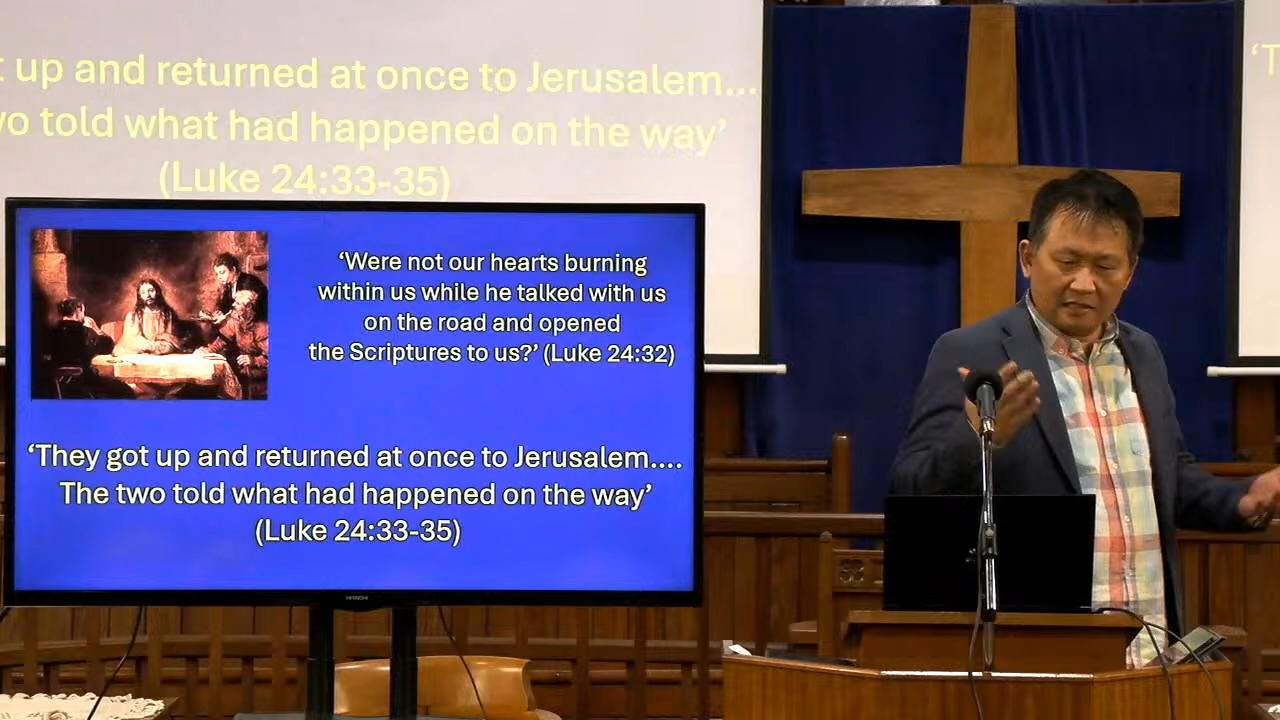 up and returned at once to Jerusalem...
told what had happened on the way’
(Luke 24:33-35)
‘Were not our hearts burning
within us while he talked with us
on the road and opened
the Scriptures to us?’ (Luke 24:32)
‘They got up and returned at once to Jerusalem....
The two told what had happened on the way’
(Luke 24:33-35)
HITACHI